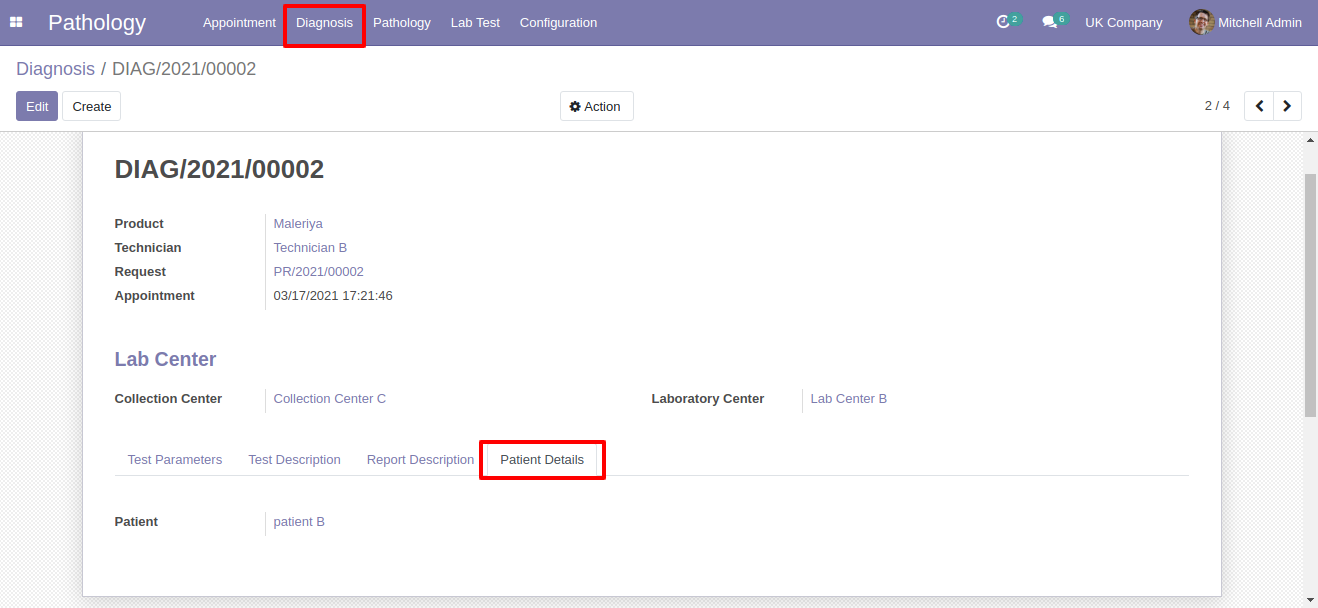 Pathology Appointment Diagnosis Pathology Lab Test Configuration 2 6 UK Company Mitchell Admin
Diagnosis / DIAG/2021/00002
Edit Create Action 2 / 4
DIAG/2021/00002
Product Maleriya
Technician Technician B
Request PR/2021/00002
Appointment 03/17/2021 17:21:46
Lab Center
Collection Center Collection Center C Laboratory Center Lab Center B
Test Parameters Test Description Report Description Patient Details
Patient patient B